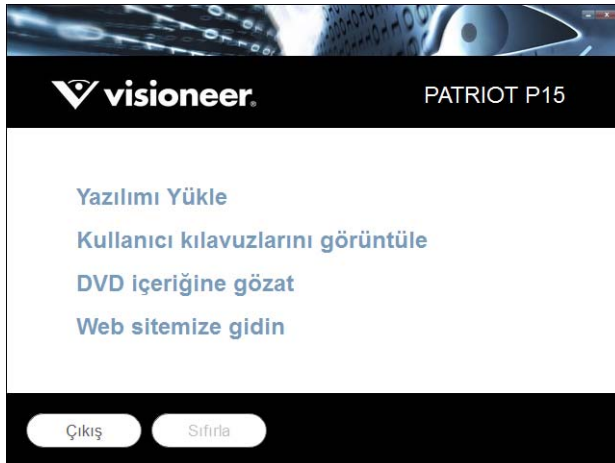 visioneer®
PATRIOT P15
Yazılımı Yükle
Kullanıcı kılavuzlarını görüntüle
DVD içeriğine gözat
Web sitemize gidin
Çıkış
Sıfırla